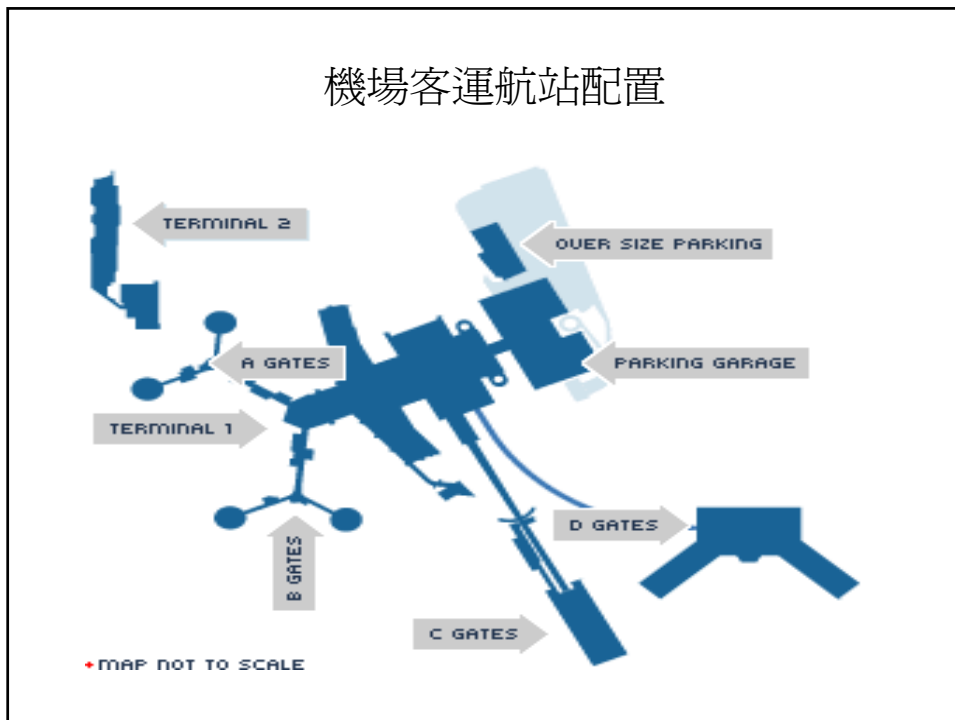 機場客運航站配置
TERMINAL 2
OVER SIZE PARKING
A GATES
PARKING GARAGE
TERMINAL 1
D GATES
B GATES
C GATES
*MAP NOT TO SCALE